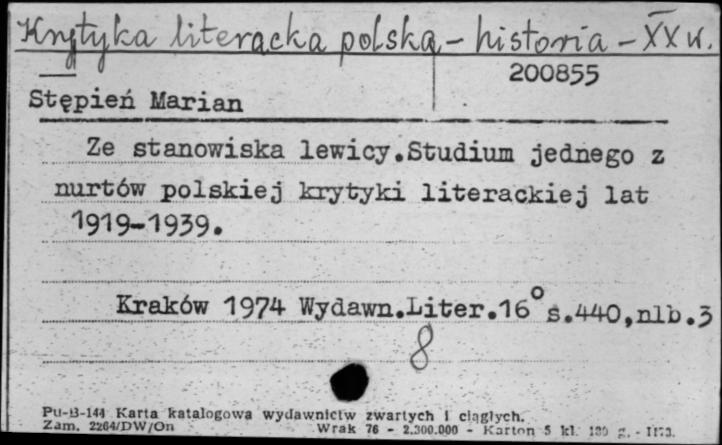 Krytyka literacka polska - historia - XX w.
200855
Stępień Marian
Ze stanowiska lewicy.Studium jednego z
nurtów polskiej krytyki literackiej lat
1919-1939.
Kraków 1974 Wydawn.Liter.16° s.440,nlb.3
8
Pu-B-144 Karta katalogowa wydawnictw zwartych i ciągłych.
Zam. 2264/DW/On Wrak 76 - 2.300.000 - Karton 5 kl.